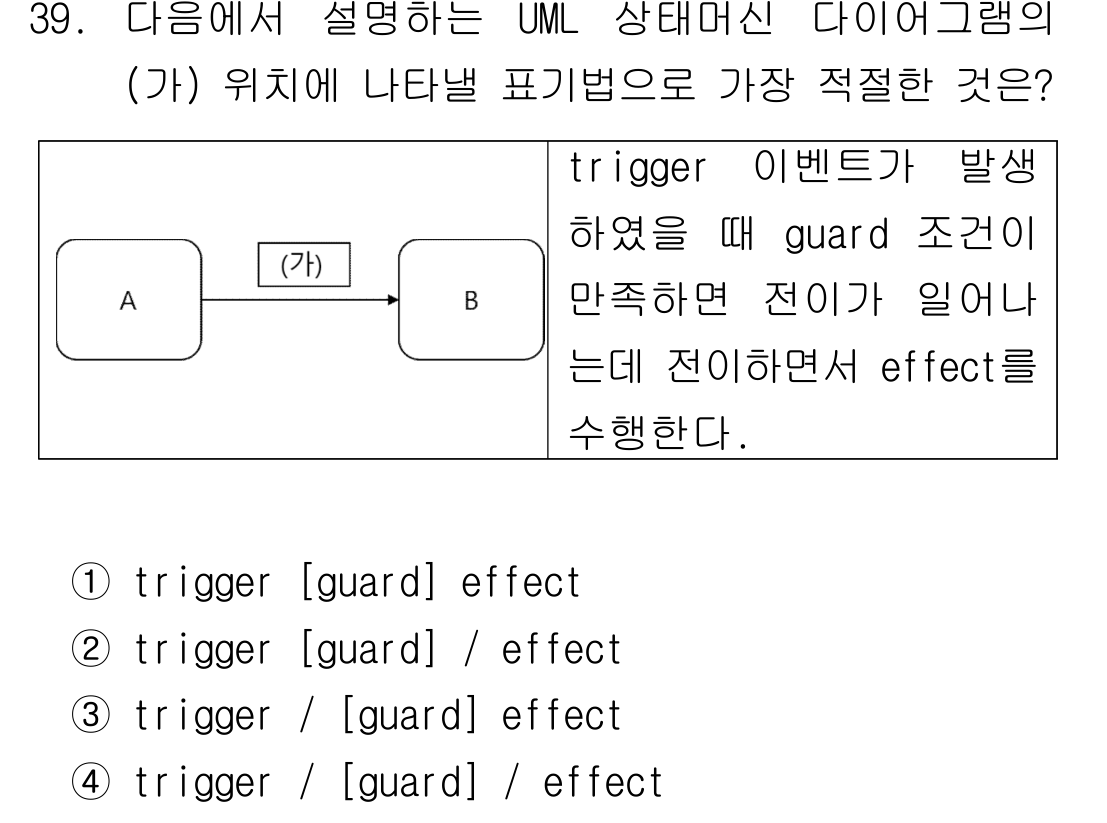 39. 다음에서 설명하는 UML 상태머신 다이어그램의
(가) 위치에 나타낼 표기법으로 가장 적절한 것은?
A
(가)
B
trigger 이벤트가 발생
하였을 때 guard 조건이
만족하면 전이가 일어나
는데 전이하면서 effect를
수행한다.
① trigger [guard] effect
② trigger [guard] / effect
③ trigger / [guard] effect
④ trigger / [guard] / effect